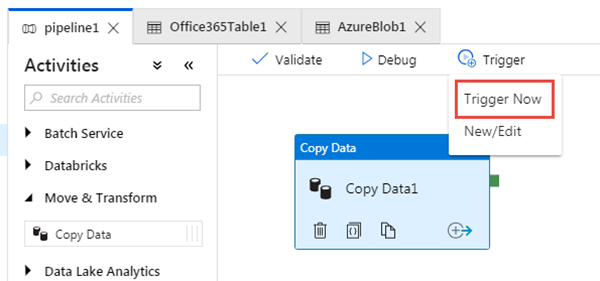 pipeline1 Office365Table1 AzureBlob1
Activities
Validate Debug Trigger
Search Activities
Trigger Now
New/Edit
Batch Service
Databricks
Move & Transform
Copy Data
Data Lake Analytics
Copy Data
Copy Data1